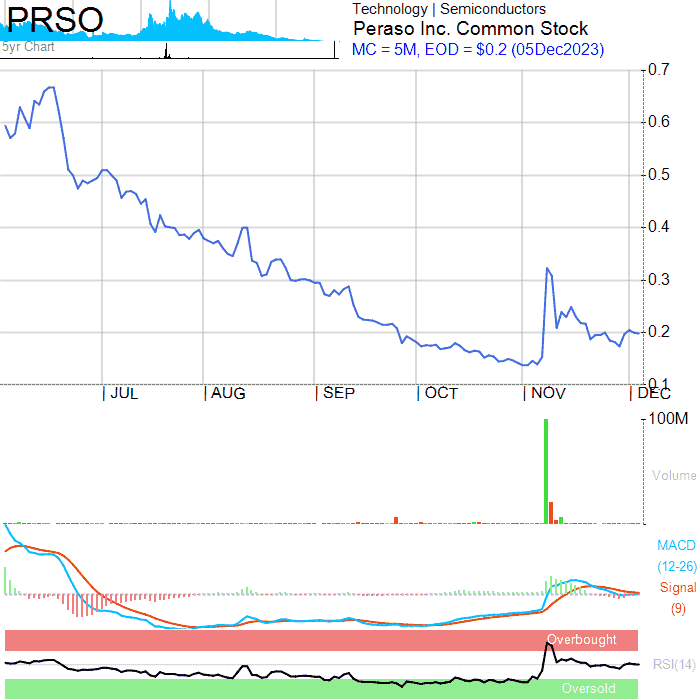 PRSO
5yr Chart
Technology | Semiconductors
Peraso Inc. Common Stock
MC = 5M, EOD = $0.2 (05Dec2023)
0.7
0.6
0.5
0.4
0.3
0.2
0.1
| JUL | AUG | SEP | OCT | NOV | DEC
100M
Volume
MACD
(12-26)
Signal
(9)
Overbought
RSI(14)
Oversold